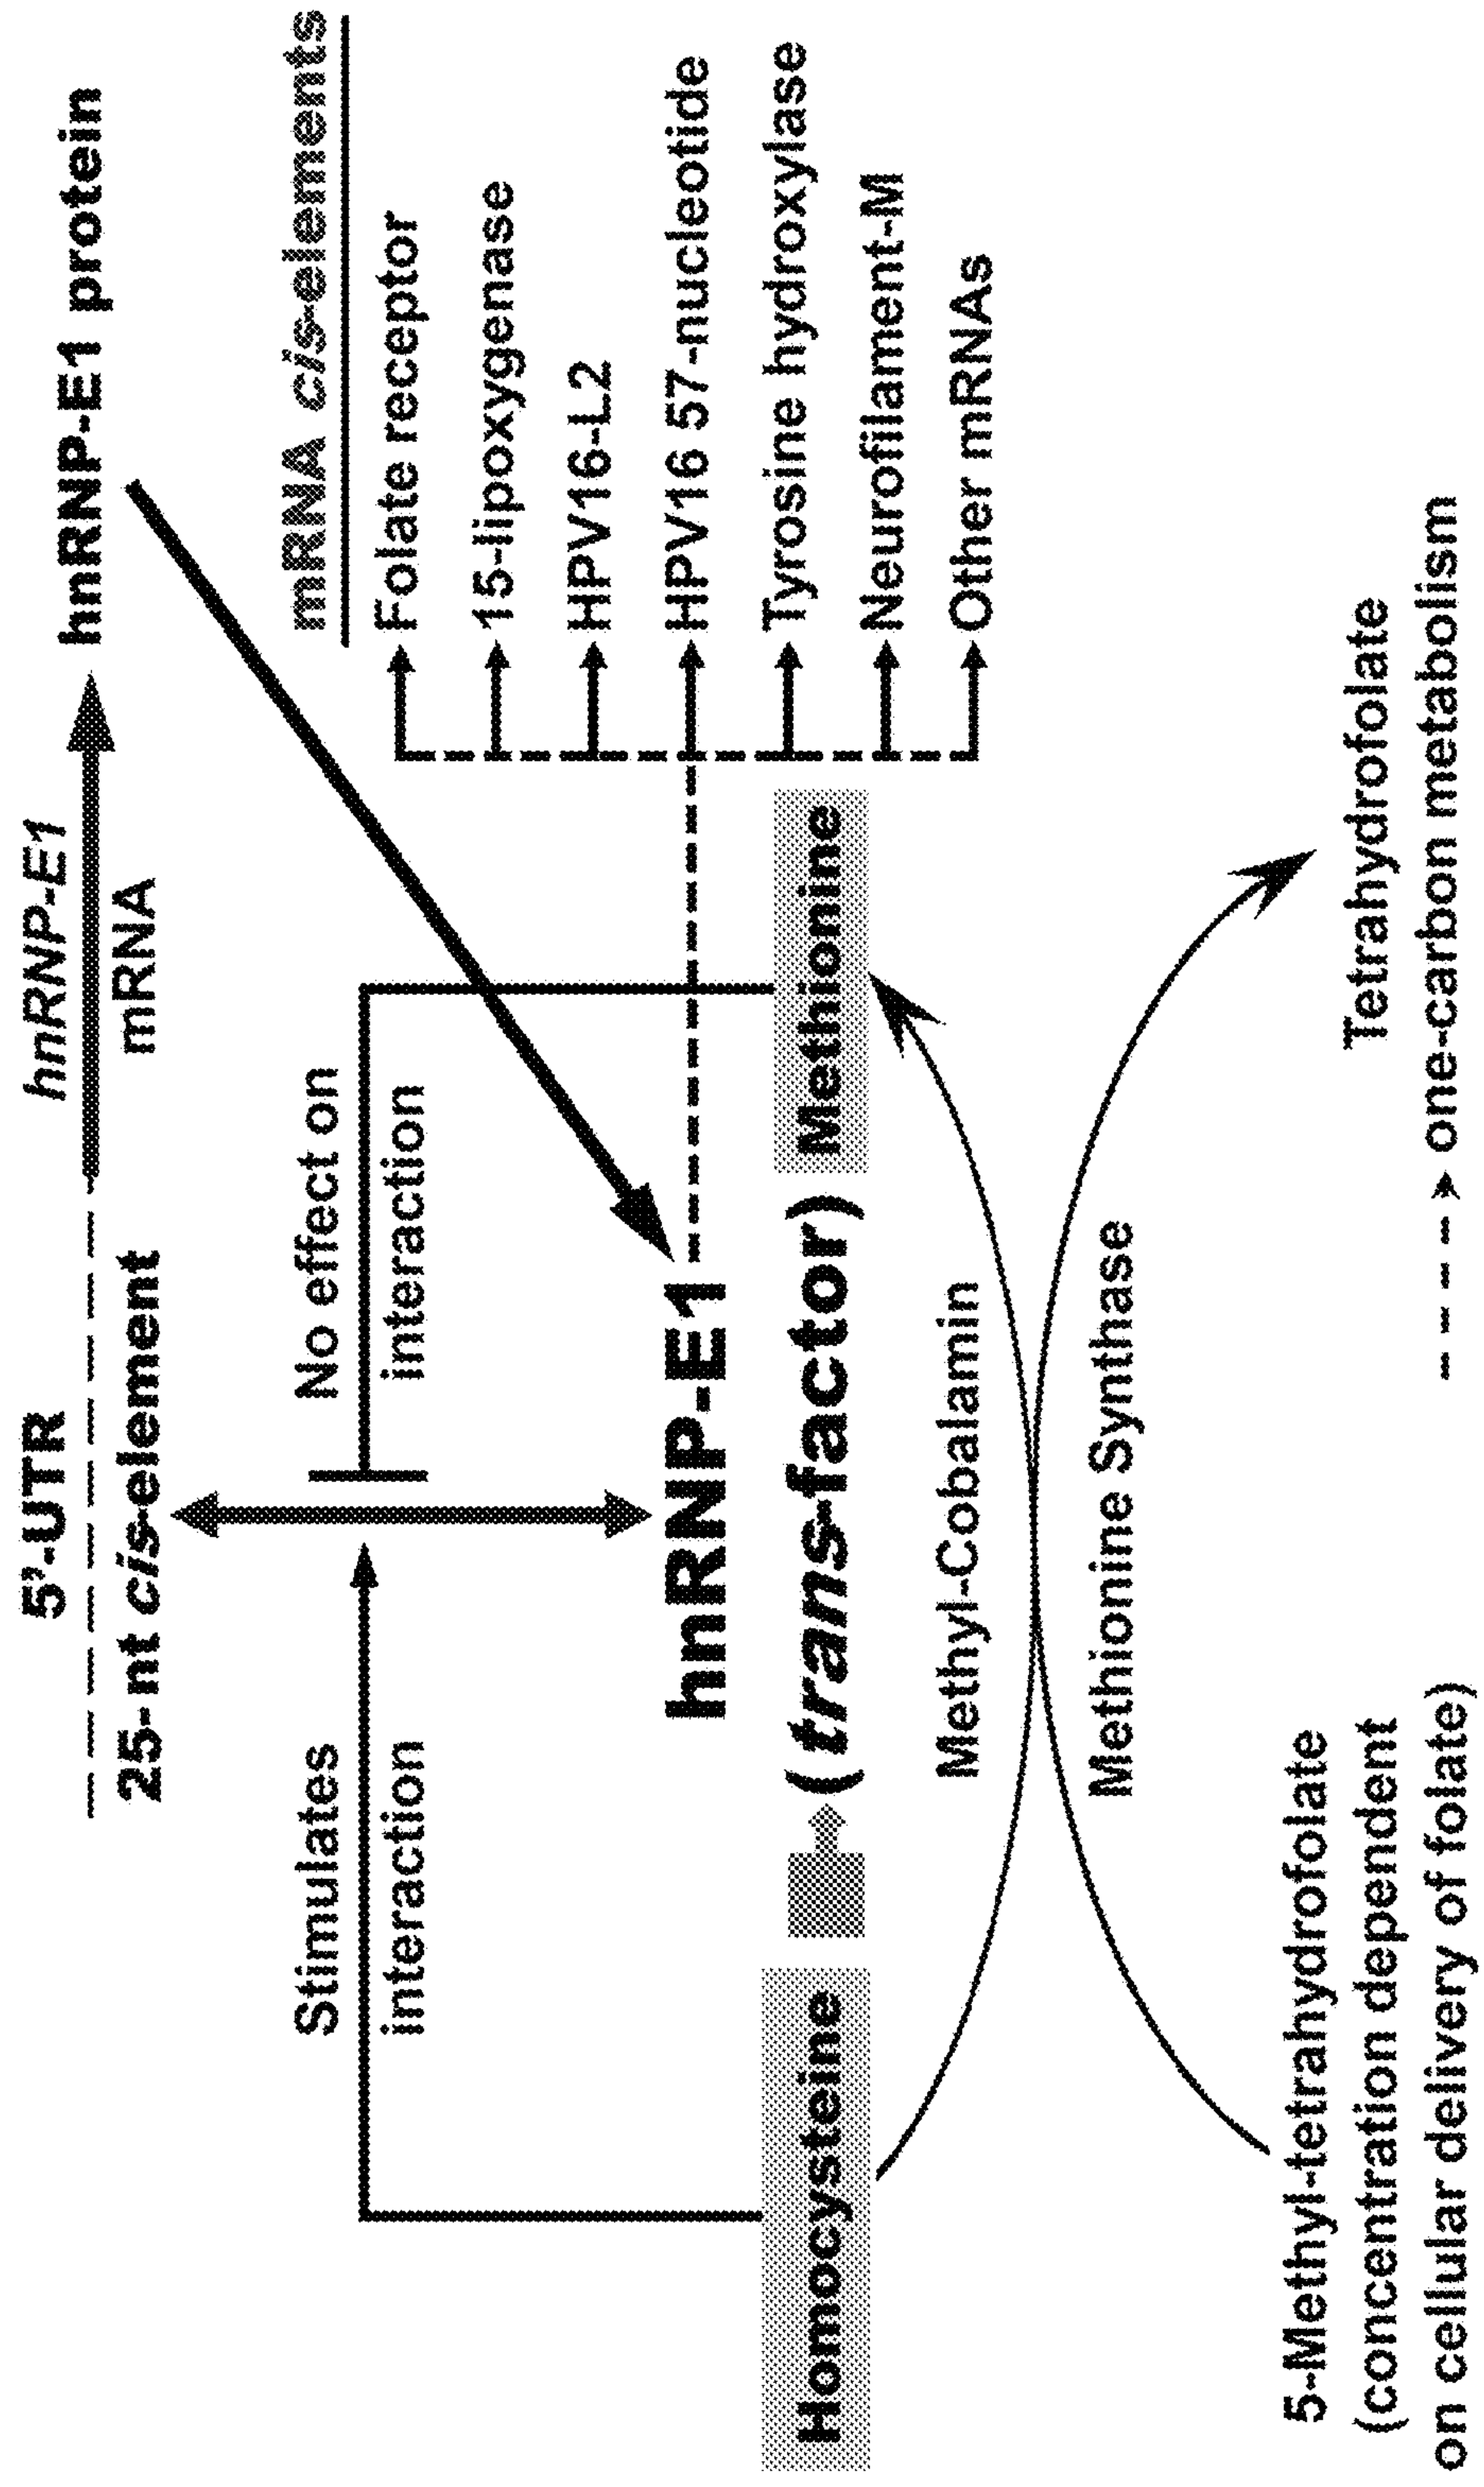 5'-UTR
hnRNP-E1
hnRNP-E1 protein
25-nt cis-element
mRNA
Stimulates
interaction
No effect on
interaction
mRNA cis-elements
Folate receptor
15-lipoxygenase
HPV16-L2
HPV16 57-nucleotide
Tyrosine hydroxylase
Neurofilament-M
Other mRNAs
hnRNP-E1
(trans-factor)
Homocysteine
Methionine
Methyl-Cobalamin
Methionine Synthase
5-Methyl-tetrahydrofolate
(concentration dependent
on cellular delivery of folate)
Tetrahydrofolate
one-carbon metabolism